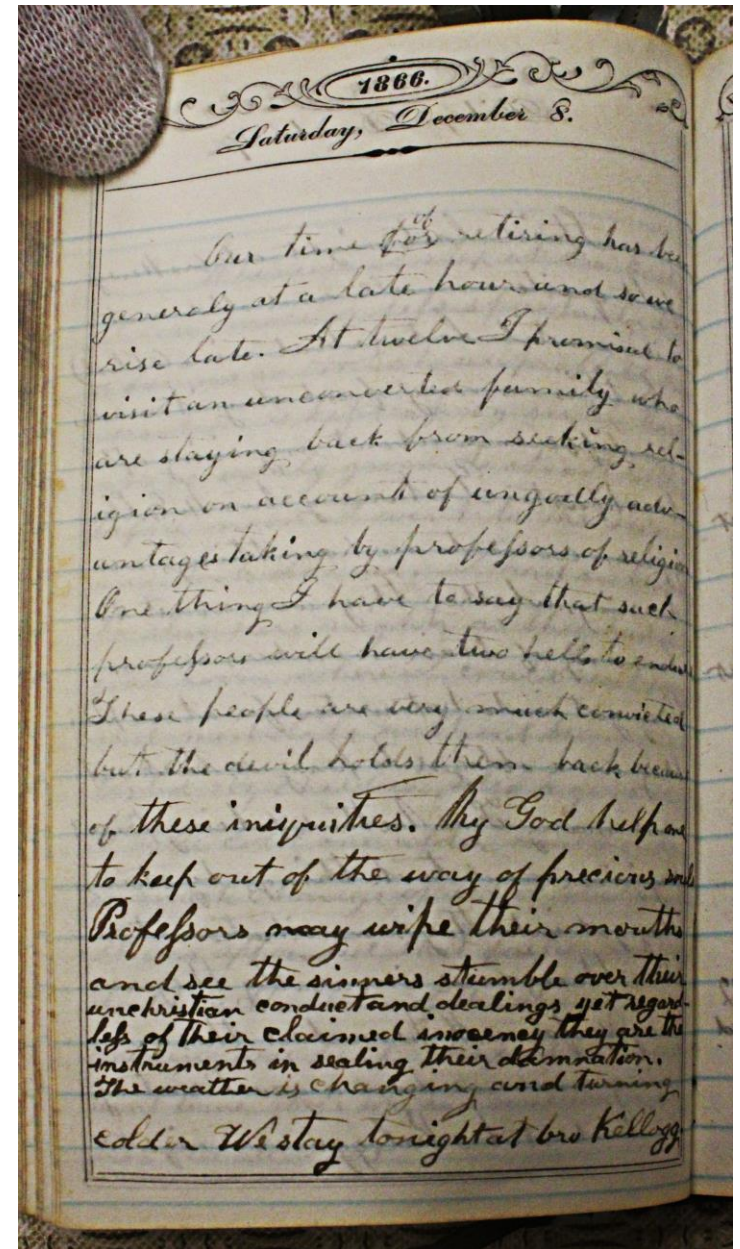 1866.
Saturday, December 8.
of
Our time for retiring has be
generaly at a late hour and so we
rise late. At twelve I promised to
visit an unconverted family who
are staying back from seeking rel-
igion on account of ungodly adv-
antages taking by professors of religion
One thing I have to say that such
professors will have two hells to endure
These people are very much convicted
but the devil holds them back because
of these iniquities. My God help me
to keep out of the way of precious souls
Professors may wipe their mouths
and see the sinners stumble over their
unchristian conduct and dealings yet regard-
less of their claimed inocency they are the
instruments in sealing their damnation.
The weather is changing and turning
colder We stay tonight at bro Kellogg